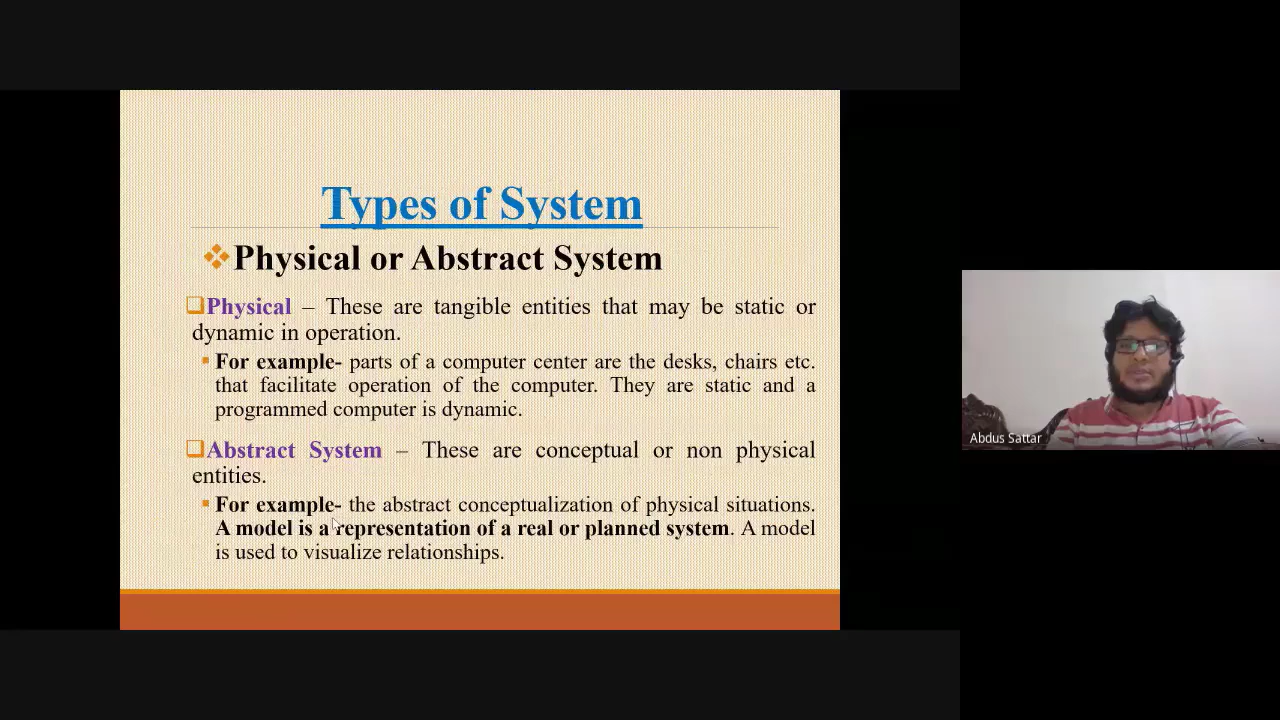 Types of System
Physical or Abstract System
Physical – These are tangible entities that may be static or
dynamic in operation.
For example- parts of a computer center are the desks, chairs etc.
that facilitate operation of the computer. They are static and a
programmed computer is dynamic.
Abstract System – These are conceptual or non physical
entities.
For example- the abstract conceptualization of physical situations.
A model is a representation of a real or planned system. A model
is used to visualize relationships.
Abdus Sattar